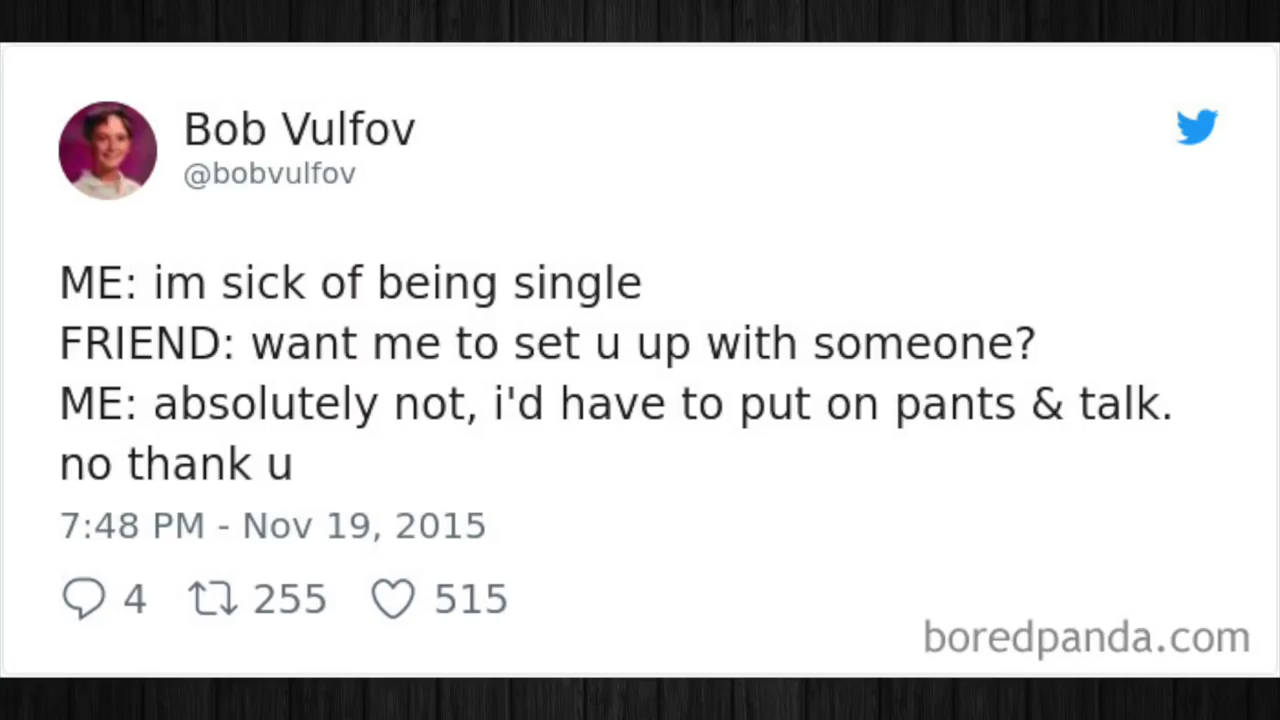 Bob Vulfov
@bobvulfov
ME: im sick of being single
FRIEND: want me to set u up with someone?
ME: absolutely not, i'd have to put on pants & talk.
no thank u
7:48 PM - Nov 19, 2015
4 255 515
boredpanda.com